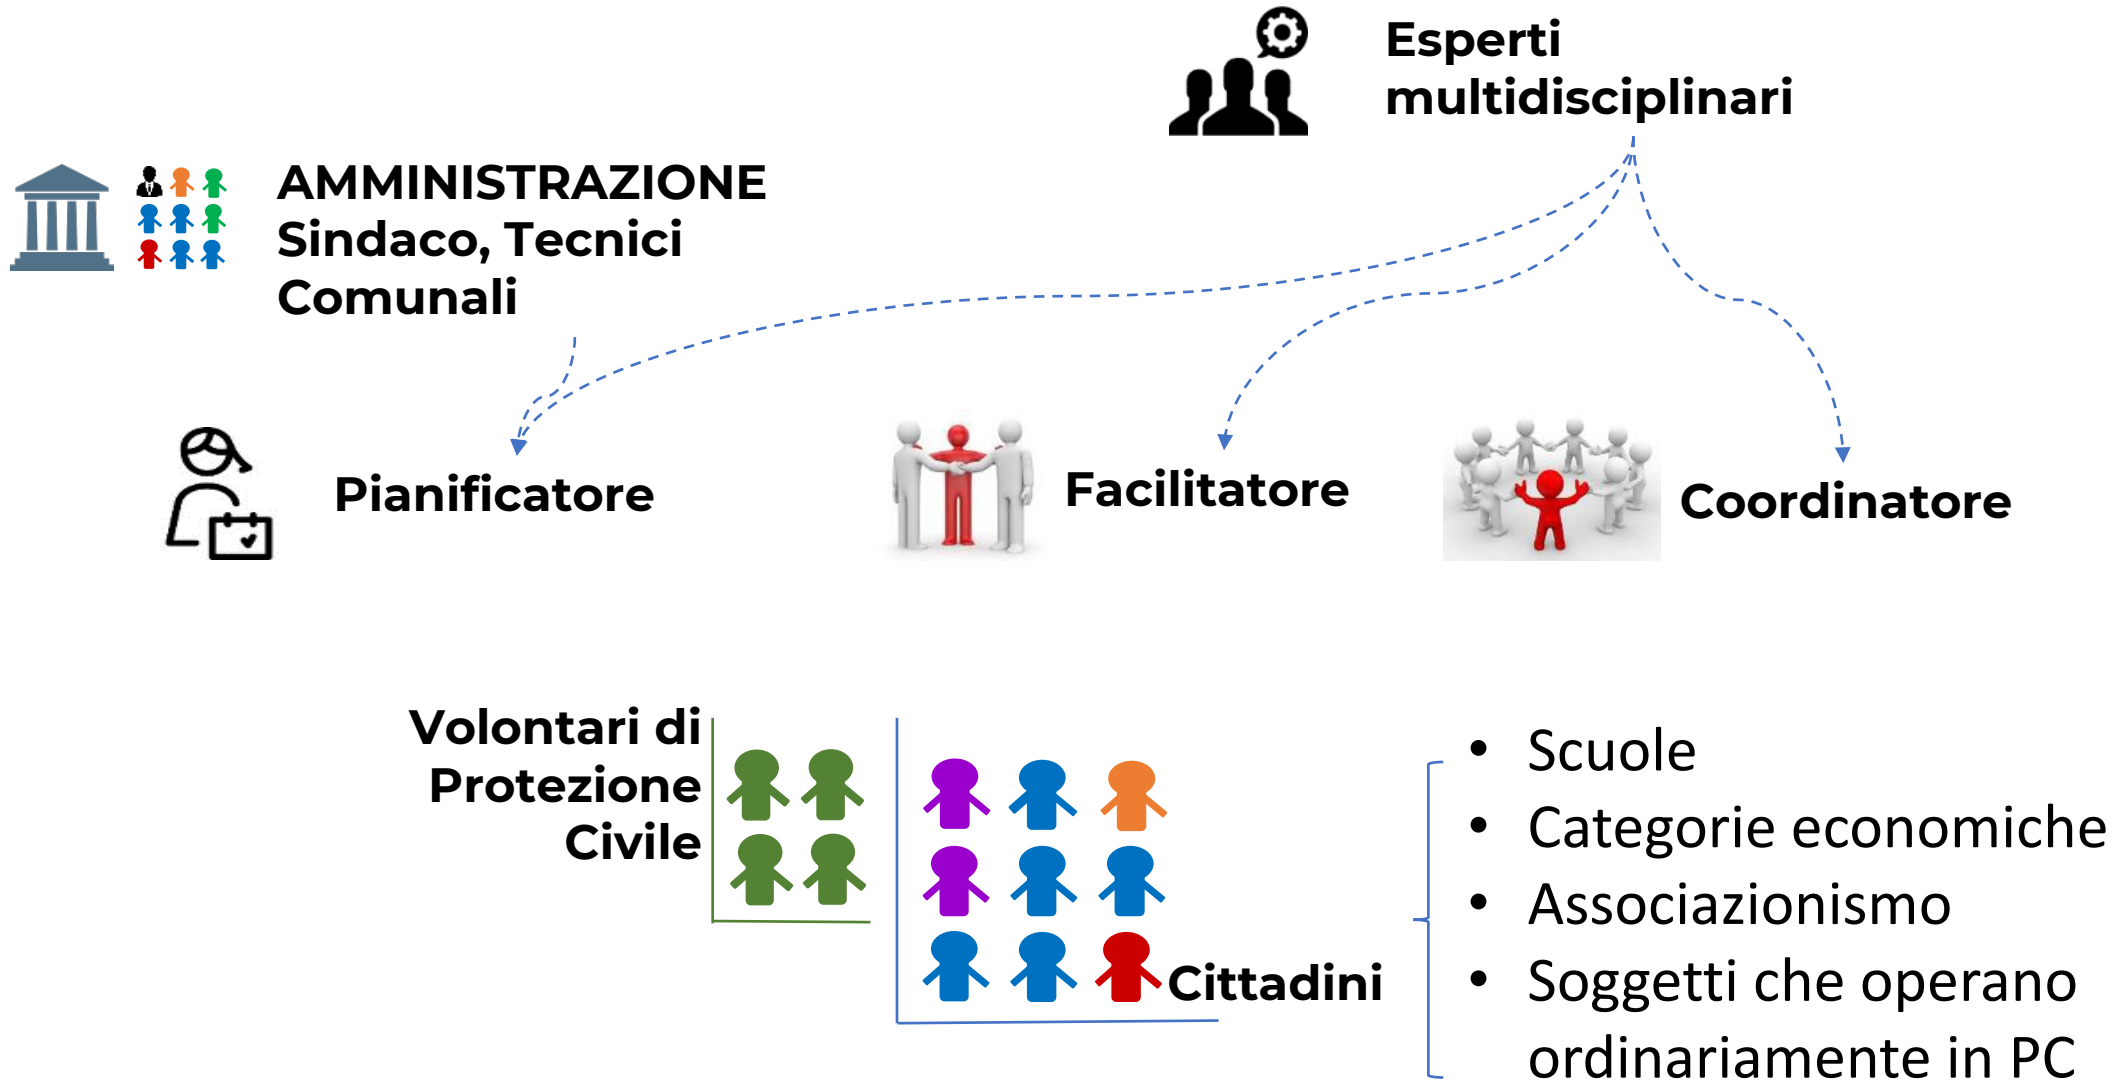 Esperti
multidisciplinari
AMMINISTRAZIONE
Sindaco, Tecnici
Comunali
Pianificatore
Facilitatore
Coordinatore
Volontari di
Protezione
Civile
Cittadini
• Scuole
• Categorie economiche
• Associazionismo
• Soggetti che operano
ordinariamente in PC